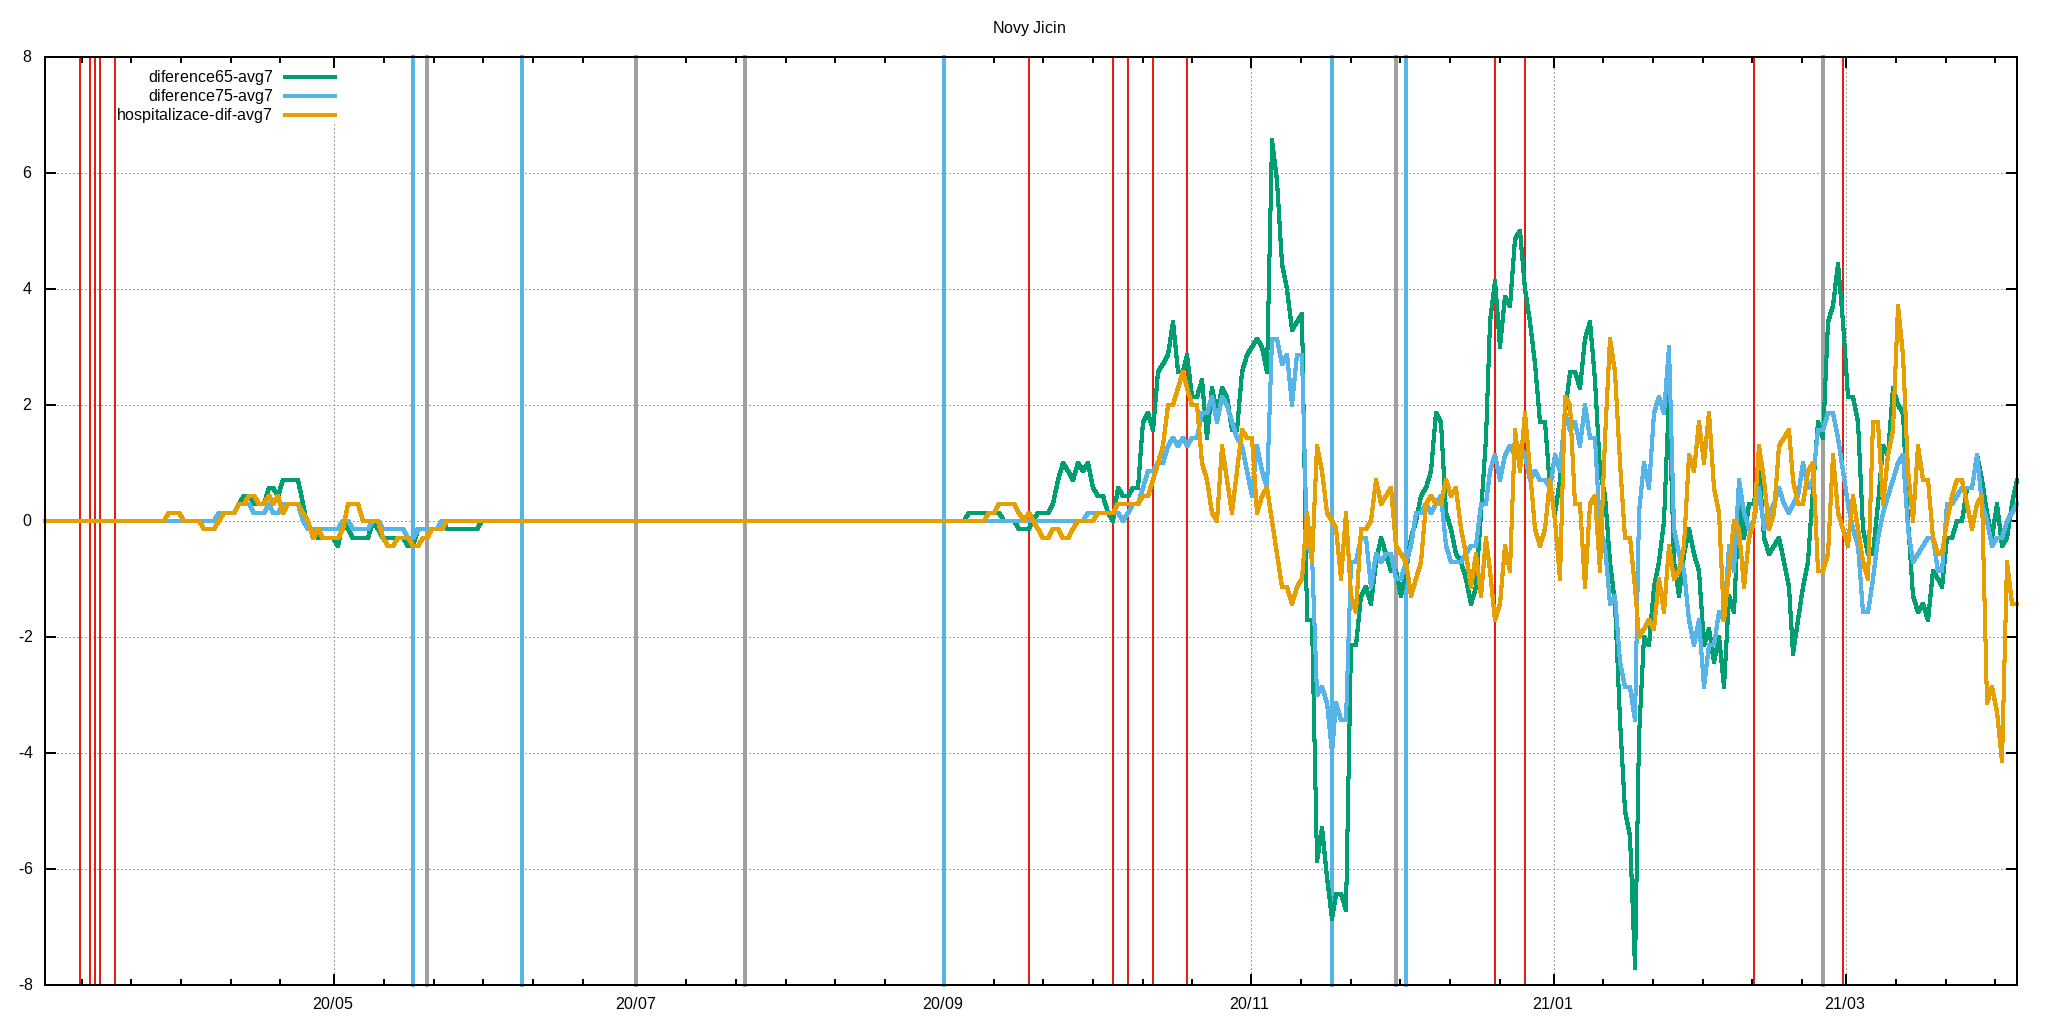 Novy Jicin
diference65-avg7
diference75-avg7
hospitalizace-dif-avg7
8
6
4
2
0
-2
-4
-6
-8
20/05 20/07 20/09 20/11 21/01 21/03